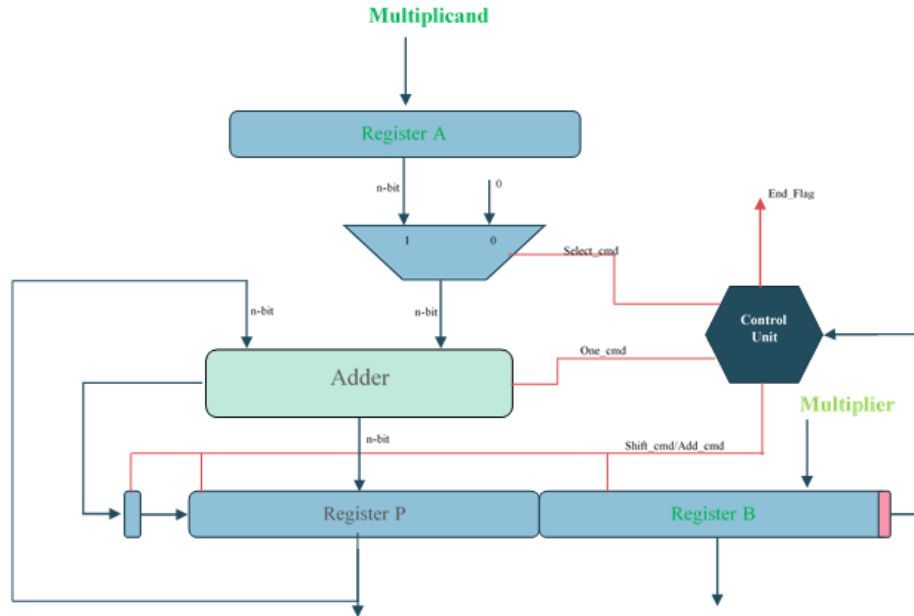 Multiplicand
Register A
n-bit
0
End_Flag
1
0
Select_cmd
n-bit
n-bit
Control
Unit
One_cmd
Adder
Multiplier
n-bit
Shift_cmd/Add_cmd
Register P
Register B